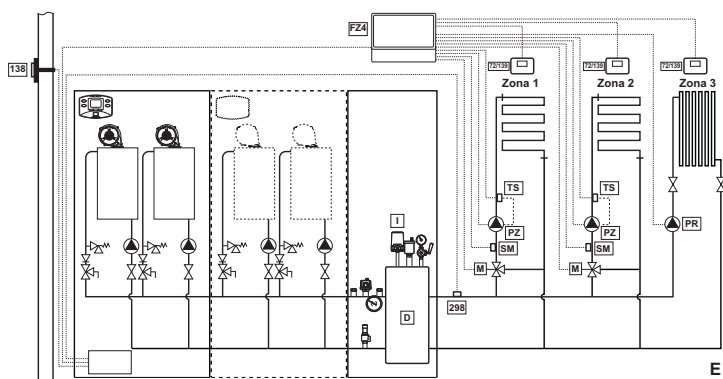 FZ4
138
72/139
72/139
72/139
Zona 1
Zona 2
Zona 3
TS
TS
I
PZ
PZ
PR
SM
SM
M
M
298
D
E